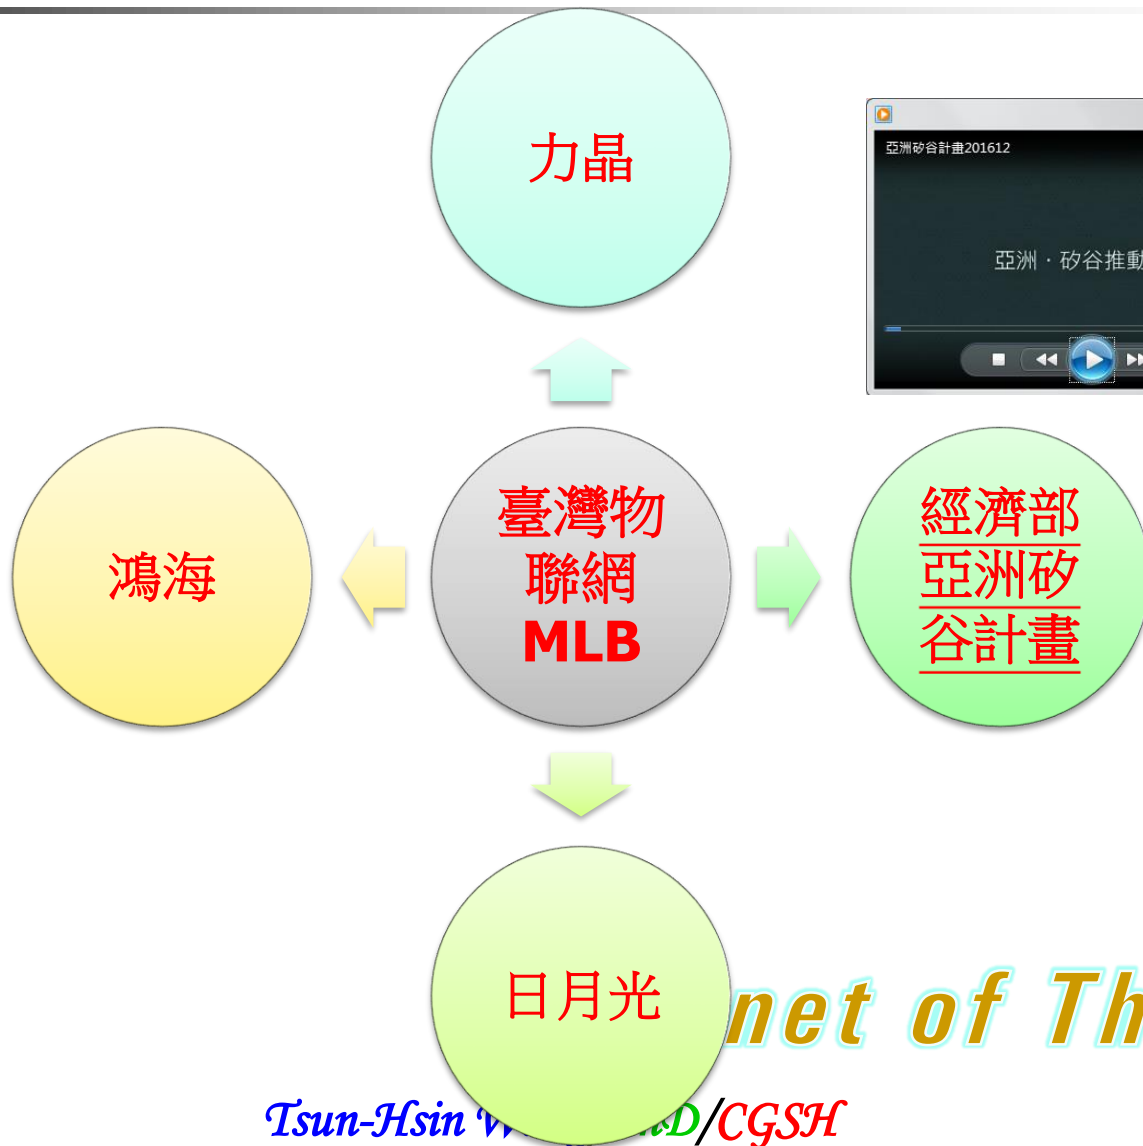 力晶
亞洲矽谷計畫201612
亞洲·矽谷推動
鴻海
臺灣物
聯網
MLB
經濟部
亞洲矽
谷計畫
日月光
net of Th
Tsun-Hsin /CGSH